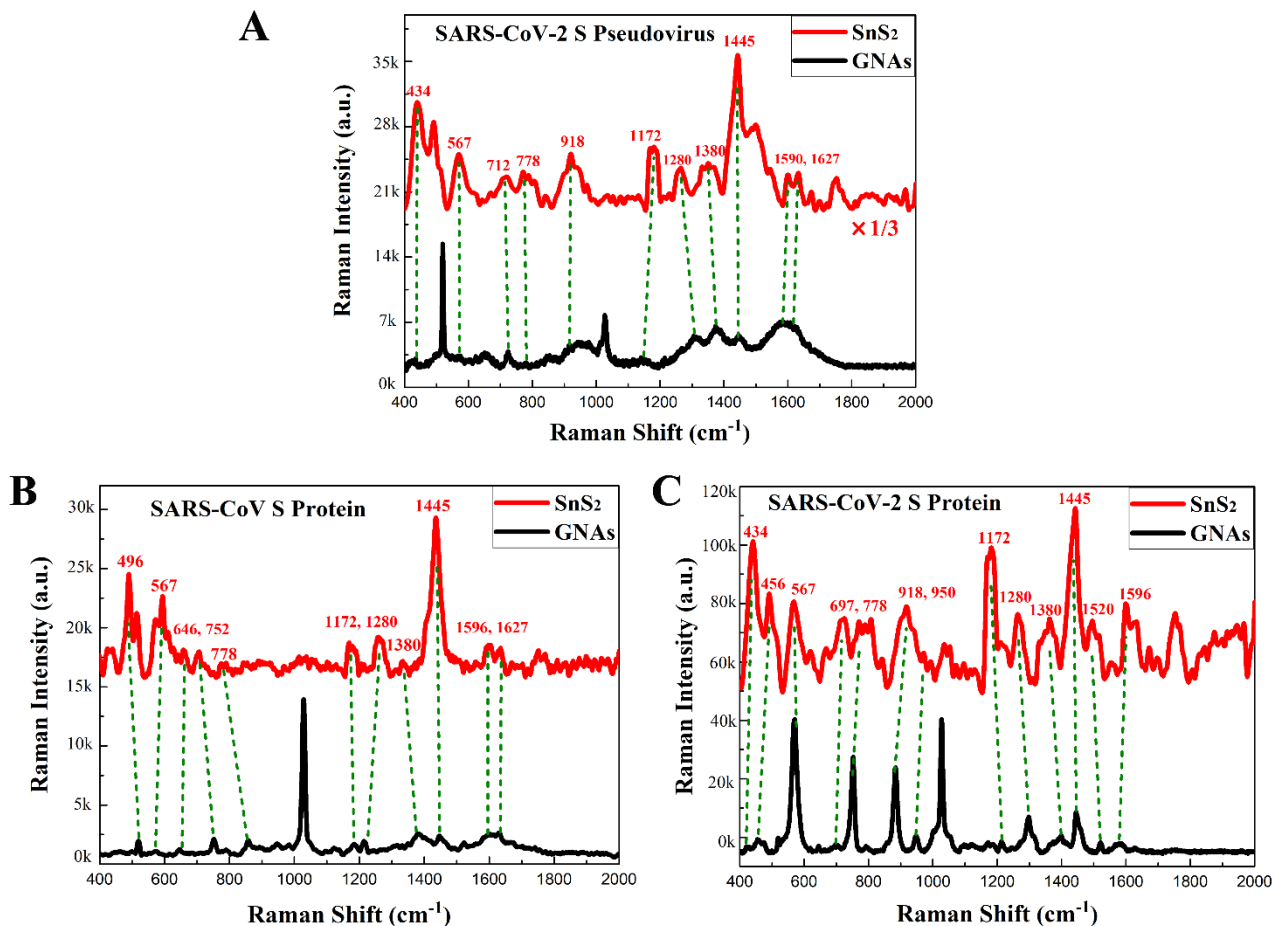 A
SARS-CoV-2 S Pseudovirus
SnS₂
GNAs
Raman Intensity (a.u.)
35k
28k
21k
14k
7k
0k
434
567
712
778
918
1172
1280
1380
1445
1590, 1627
× 1/3
400 600 800 1000 1200 1400 1600 1800 2000
Raman Shift (cm⁻¹)
B
SARS-CoV S Protein
SnS₂
GNAs
Raman Intensity (a.u.)
30k
25k
20k
15k
10k
5k
0k
496
567
646, 752
778
1172, 1280
1380
1445
1596, 1627
400 600 800 1000 1200 1400 1600 1800 2000
Raman Shift (cm⁻¹)
C
SARS-CoV-2 S Protein
SnS₂
GNAs
Raman Intensity (a.u.)
120k
100k
80k
60k
40k
20k
0k
434
456
567
697, 778
918, 950
1172
1280
1380
1445
1520
1596
400 600 800 1000 1200 1400 1600 1800 2000
Raman Shift (cm⁻¹)